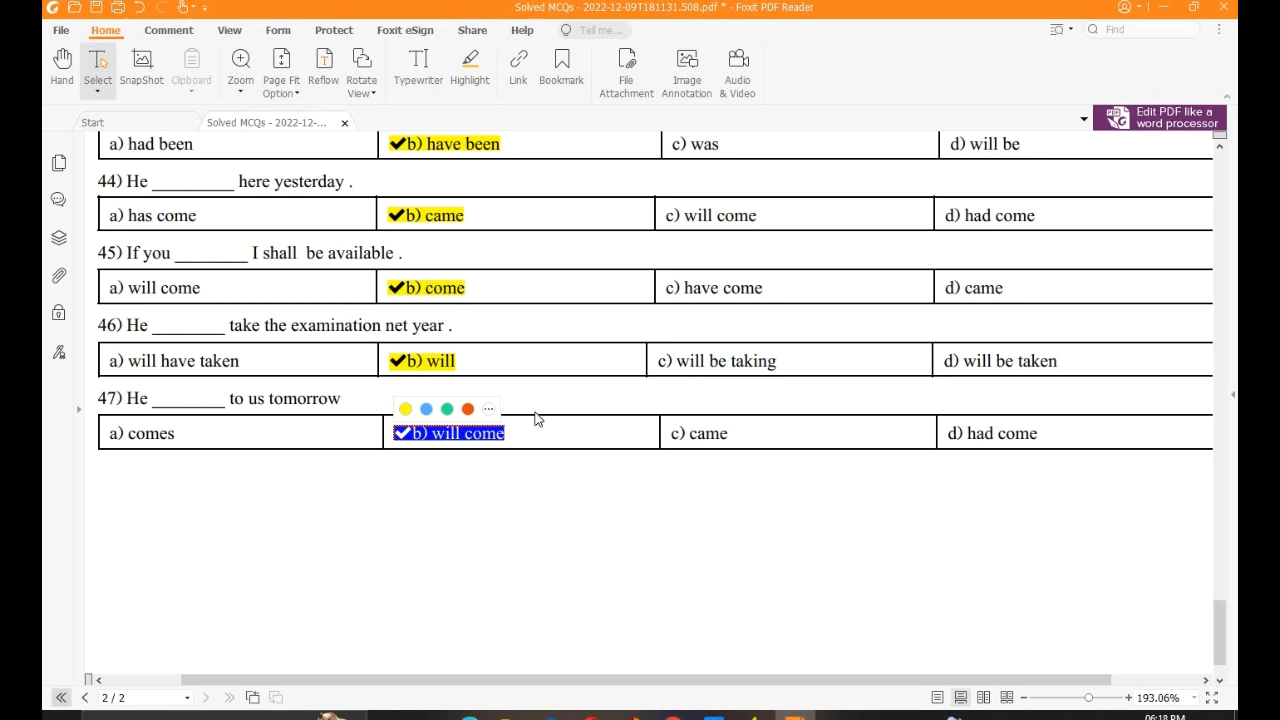 Solved MCQs - 2022-12-09T181131.508.pdf * - Foxit PDF Reader
File Home Comment View Form Protect Foxit eSign Share Help Tell me... Find
Hand Select SnapShot Clipboard Zoom Page Fit Option Reflow Rotate View Typewriter Highlight Link Bookmark File Attachment Image Annotation Audio & Video
Start Solved MCQs - 2022-12-... Edit PDF like a word processor
a) had been ✔b) have been c) was d) will be
44) He _________ here yesterday .
a) has come ✔b) came c) will come d) had come
45) If you ________ I shall be available .
a) will come ✔b) come c) have come d) came
46) He ________ take the examination net year .
a) will have taken ✔b) will c) will be taking d) will be taken
47) He ________ to us tomorrow
a) comes ✔b) will come c) came d) had come
2 / 2 193.06%
06:18 PM